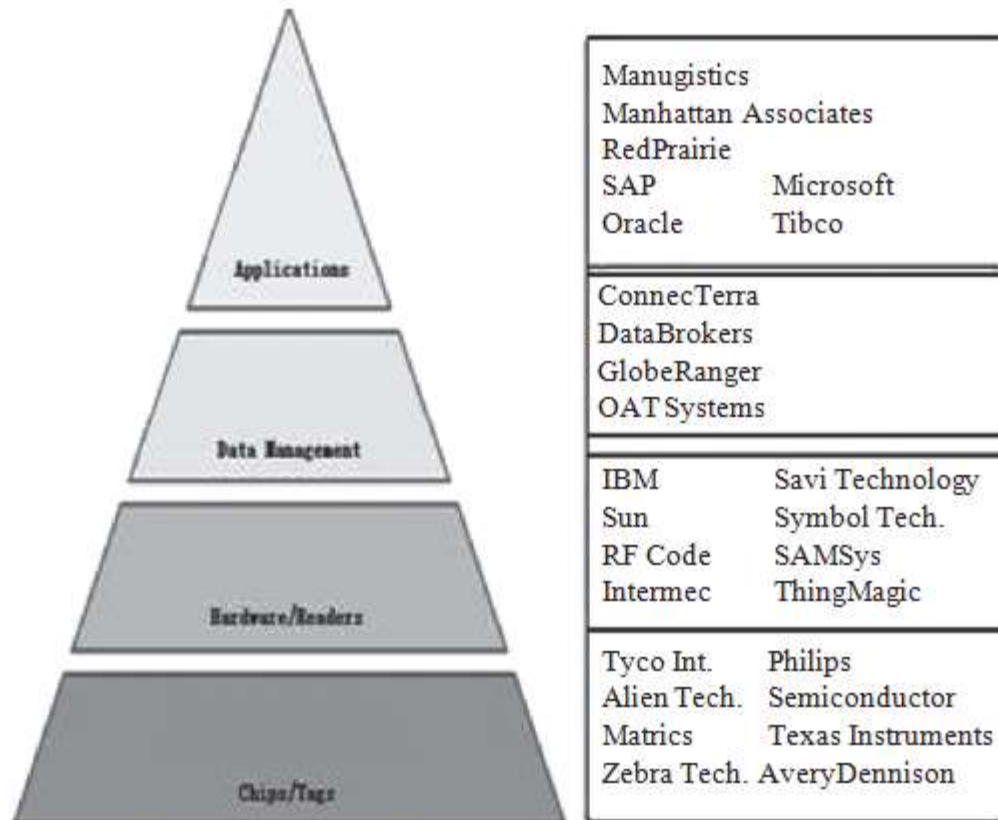 Manugistics
Manhattan Associates
RedPrairie
SAP Microsoft
Oracle Tibco
Applications
ConnecTerra
DataBrokers
GlobeRanger
OAT Systems
Data Management
IBM Savi Technology
Sun Symbol Tech.
RF Code SAMSys
Intermec ThingMagic
Hardware/Readers
Tyco Int. Philips
Alien Tech. Semiconductor
Matrics Texas Instruments
Zebra Tech. AveryDennison
Chips/Tags